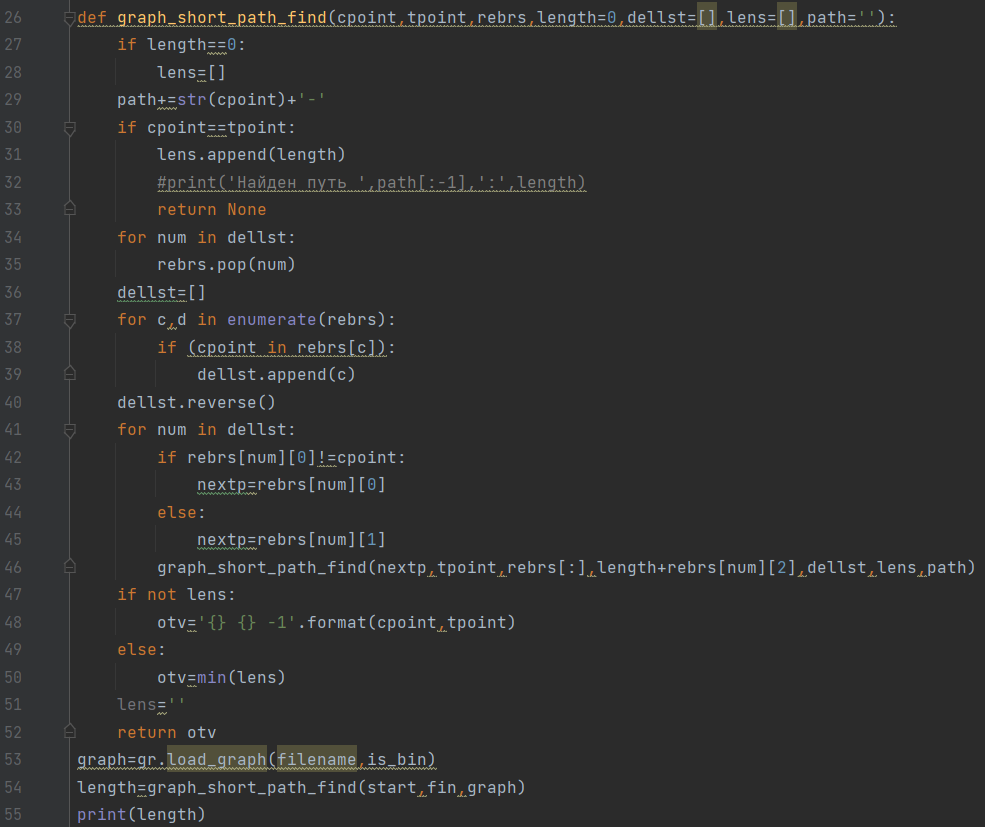 26 def graph_short_path_find(cpoint,tpoint,rebrs,length=0,dellst=[],lens=[],path=''):
27     if length==0:
28         lens=[]
29     path+=str(cpoint)+'-'
30     if cpoint==tpoint:
31         lens.append(length)
32         #print('Найден путь ',path[:-1],':',length)
33         return None
34     for num in dellst:
35         rebrs.pop(num)
36     dellst=[]
37     for c,d in enumerate(rebrs):
38         if (cpoint in rebrs[c]):
39             dellst.append(c)
40     dellst.reverse()
41     for num in dellst:
42         if rebrs[num][0]!=cpoint:
43             nextp=rebrs[num][0]
44         else:
45             nextp=rebrs[num][1]
46         graph_short_path_find(nextp,tpoint,rebrs[:],length+rebrs[num][2],dellst,lens,path)
47     if not lens:
48         otv='{} {} -1'.format(cpoint,tpoint)
49     else:
50         otv=min(lens)
51     lens=''
52     return otv
53 graph=gr.load_graph(filename,is_bin)
54 length=graph_short_path_find(start,fin,graph)
55 print(length)